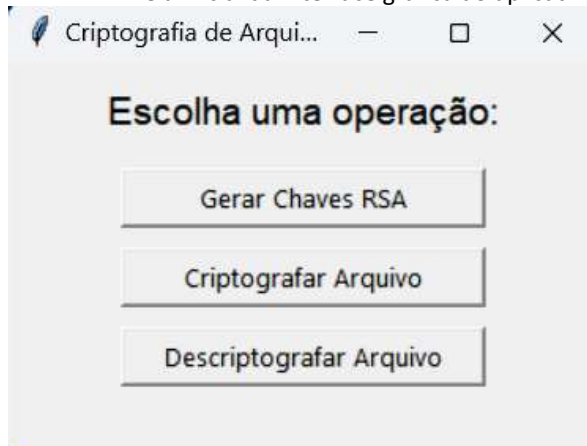 Criptografia de Arqui...
Escolha uma operação:
Gerar Chaves RSA
Criptografar Arquivo
Descriptografar Arquivo